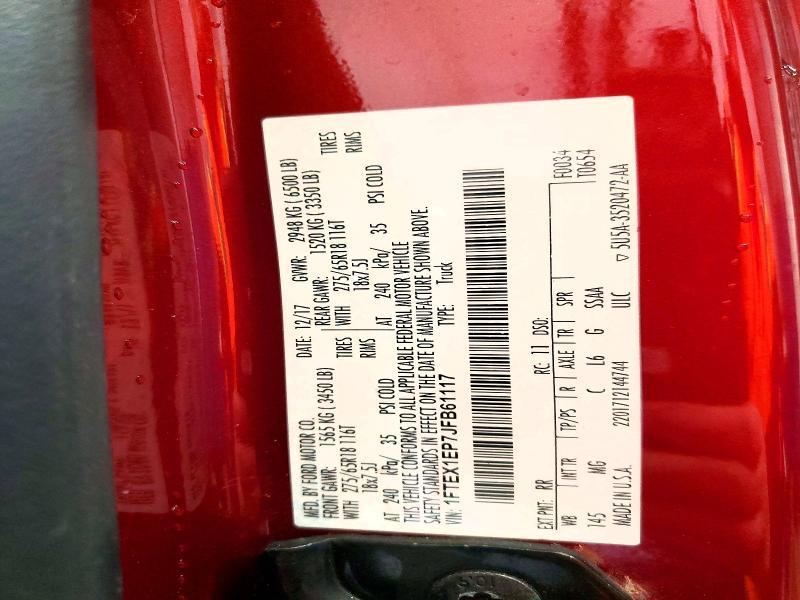 MFD. BY FORD MOTOR CO. DATE: 12/17 GVWR: 2948 KG (6500 LB)
FRONT GAWR: 1565 KG (3450 LB) REAR GAWR: 1520 KG (3350 LB)
WITH 275/65R18 116T TIRES WITH 275/65R18 116T TIRES
18x7.5J RIMS 18x7.5J RIMS
AT 240 kPa/ 35 PSI COLD AT 240 kPa/ 35 PSI COLD
THIS VEHICLE CONFORMS TO ALL APPLICABLE FEDERAL MOTOR VEHICLE
SAFETY STANDARDS IN EFFECT ON THE DATE OF MANUFACTURE SHOWN ABOVE.
VIN: 1FTEX1EP7JFB61117 TYPE: Truck
EXT PNT: RR RC: 11 DSO: F0034
WB INT TR TP/PS R AXLE TR SPR T0654
145 MG C L6 G SSAA
MADE IN U.S.A. 2201712144744 UIC ▽ 5U5A-3520472-AA